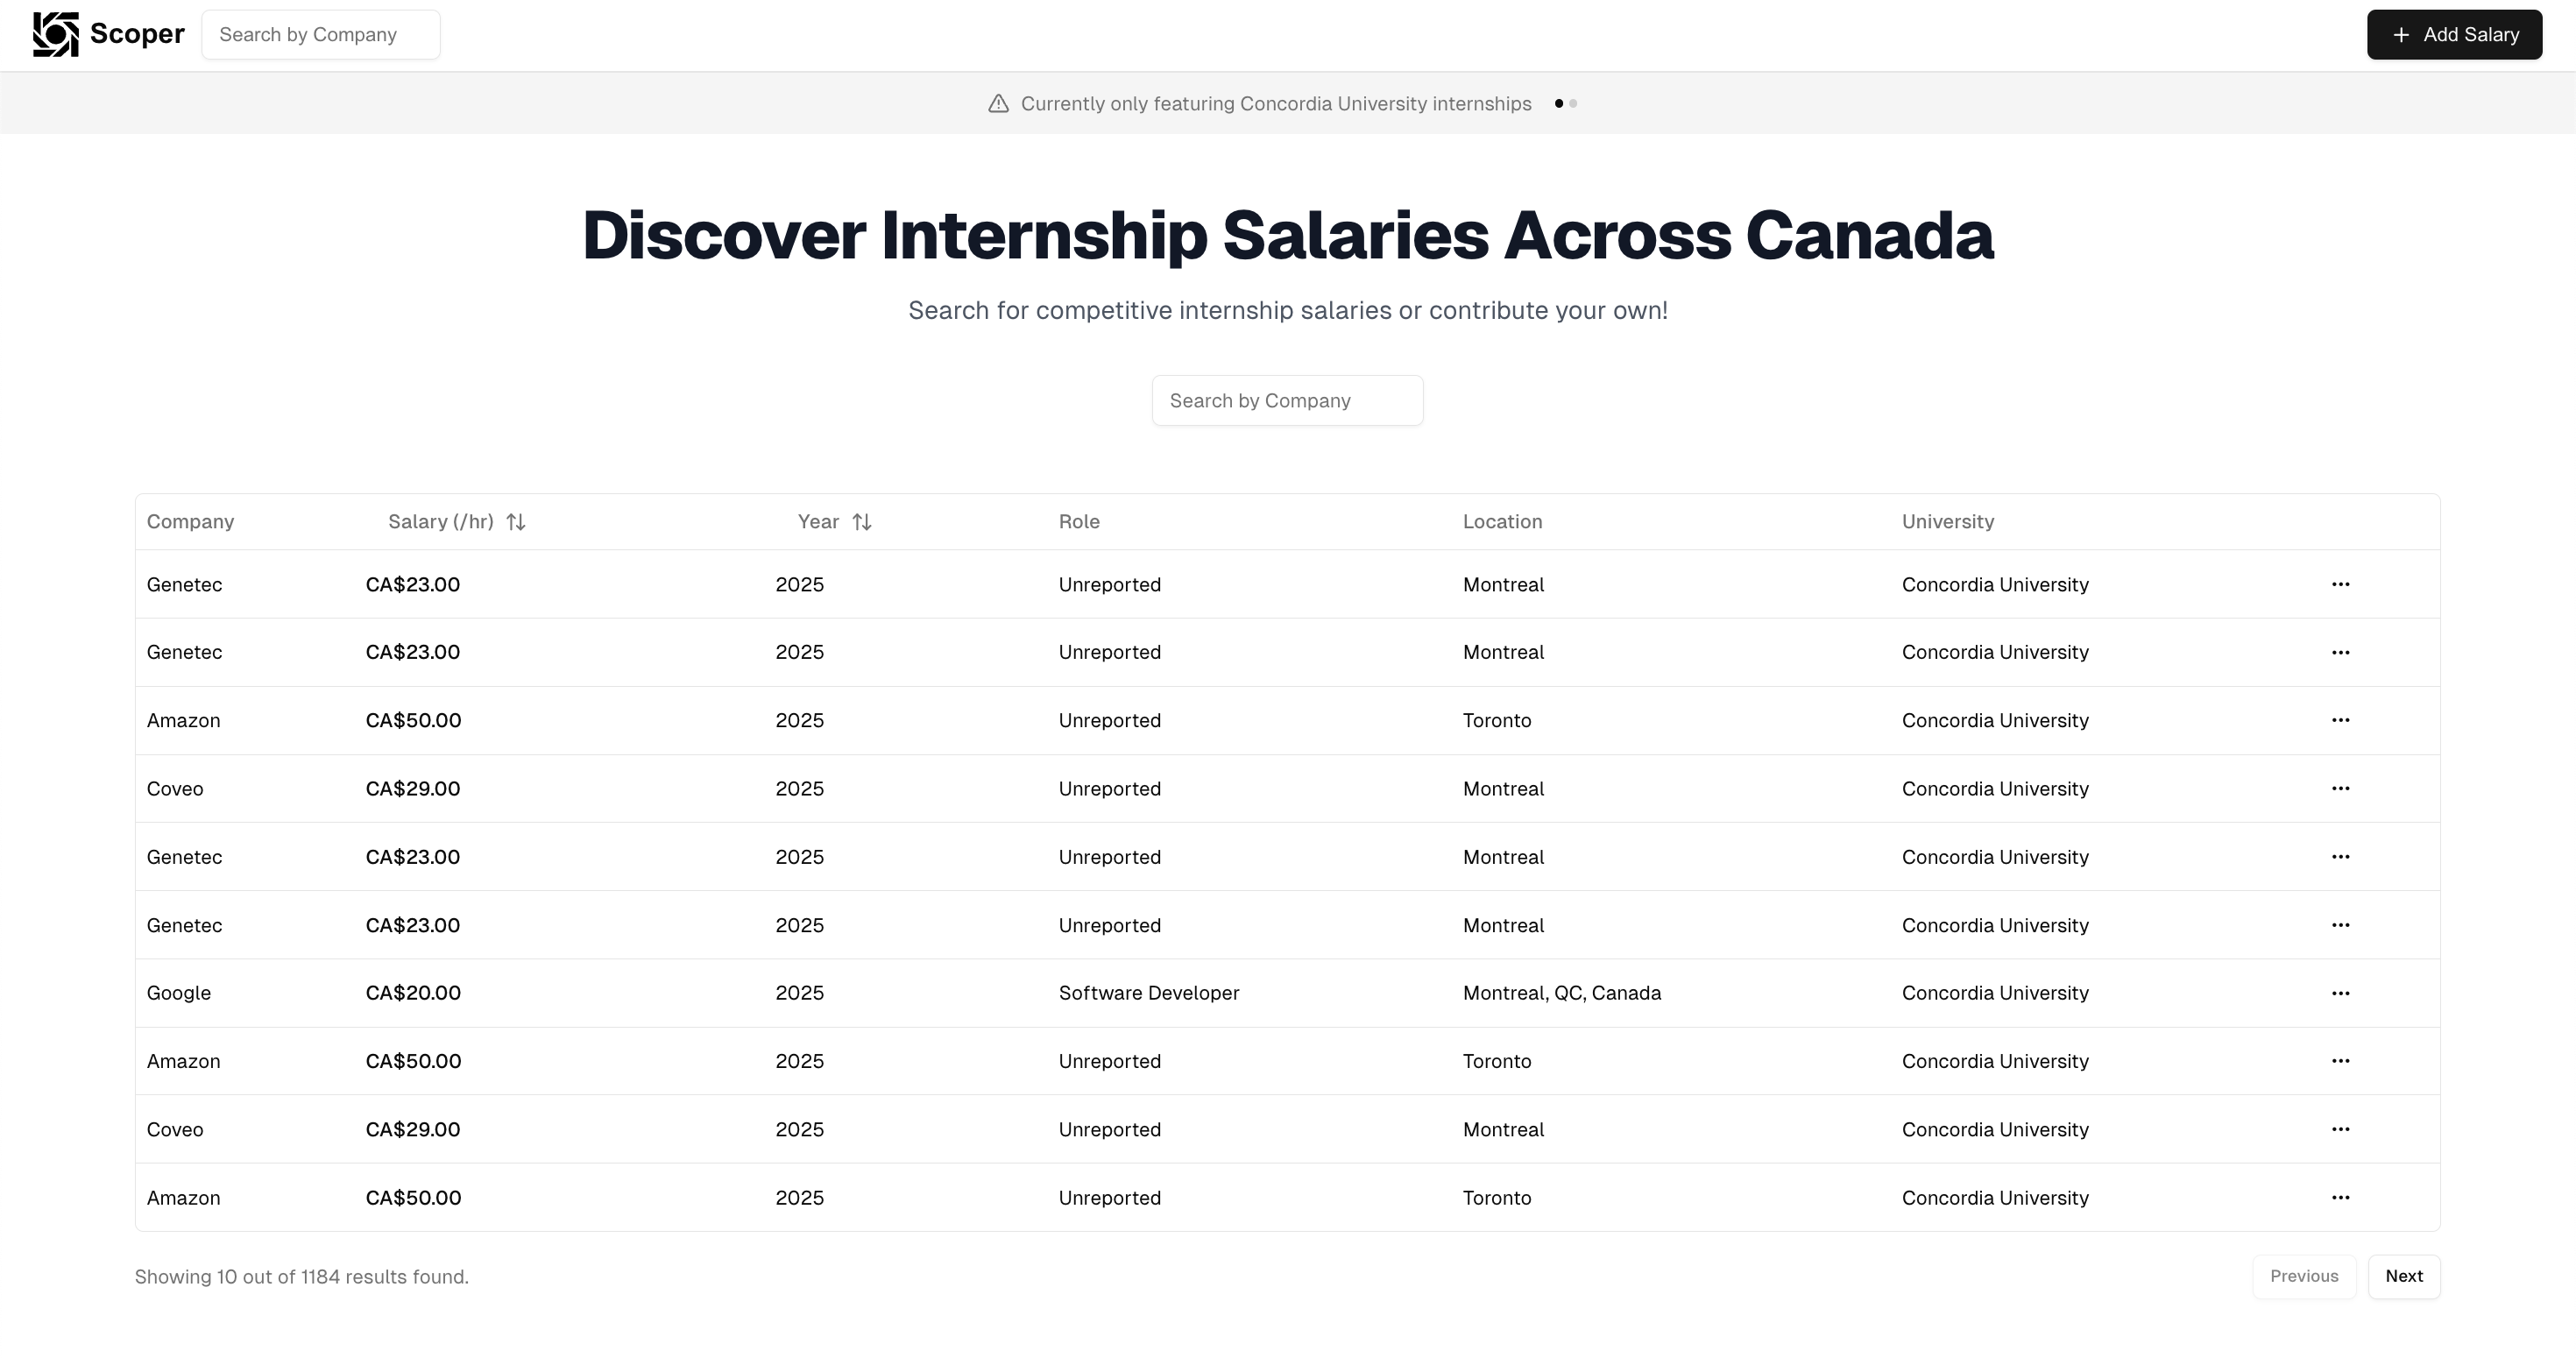 Scoper
Search by Company
Add Salary
Currently only featuring Concordia University internships
Discover Internship Salaries Across Canada
Search for competitive internship salaries or contribute your own!
Search by Company
Company Salary (/hr) Year Role Location University
Genetec CA$23.00 2025 Unreported Montreal Concordia University
Genetec CA$23.00 2025 Unreported Montreal Concordia University
Amazon CA$50.00 2025 Unreported Toronto Concordia University
Coveo CA$29.00 2025 Unreported Montreal Concordia University
Genetec CA$23.00 2025 Unreported Montreal Concordia University
Genetec CA$23.00 2025 Unreported Montreal Concordia University
Google CA$20.00 2025 Software Developer Montreal, QC, Canada Concordia University
Amazon CA$50.00 2025 Unreported Toronto Concordia University
Coveo CA$29.00 2025 Unreported Montreal Concordia University
Amazon CA$50.00 2025 Unreported Toronto Concordia University
Showing 10 out of 1184 results found.
Previous Next